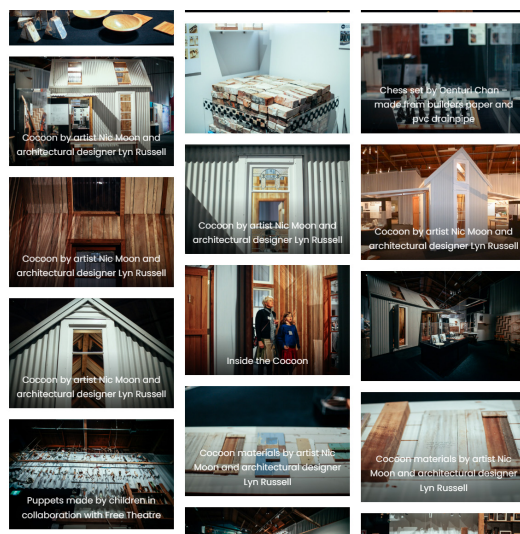 Cocoon by artist Nic Moon and
architectural designer Lyn Russell
Cocoon by artist Nic Moon and
architectural designer Lyn Russell
Cocoon by artist Nic Moon and
architectural designer Lyn Russell
Puppets made by children in
collaboration with Free Theatre
Cocoon by artist Nic Moon and
architectural designer Lyn Russell
Inside the Cocoon
Cocoon materials by artist Nic
Moon and architectural designer
Lyn Russell
Chess set by Centuri Chan
made from builders paper and
pvc drainpipe
Cocoon by artist Nic Moon and
architectural designer Lyn Russell
Cocoon materials by artist Nic
Moon and architectural designer
Lyn Russell